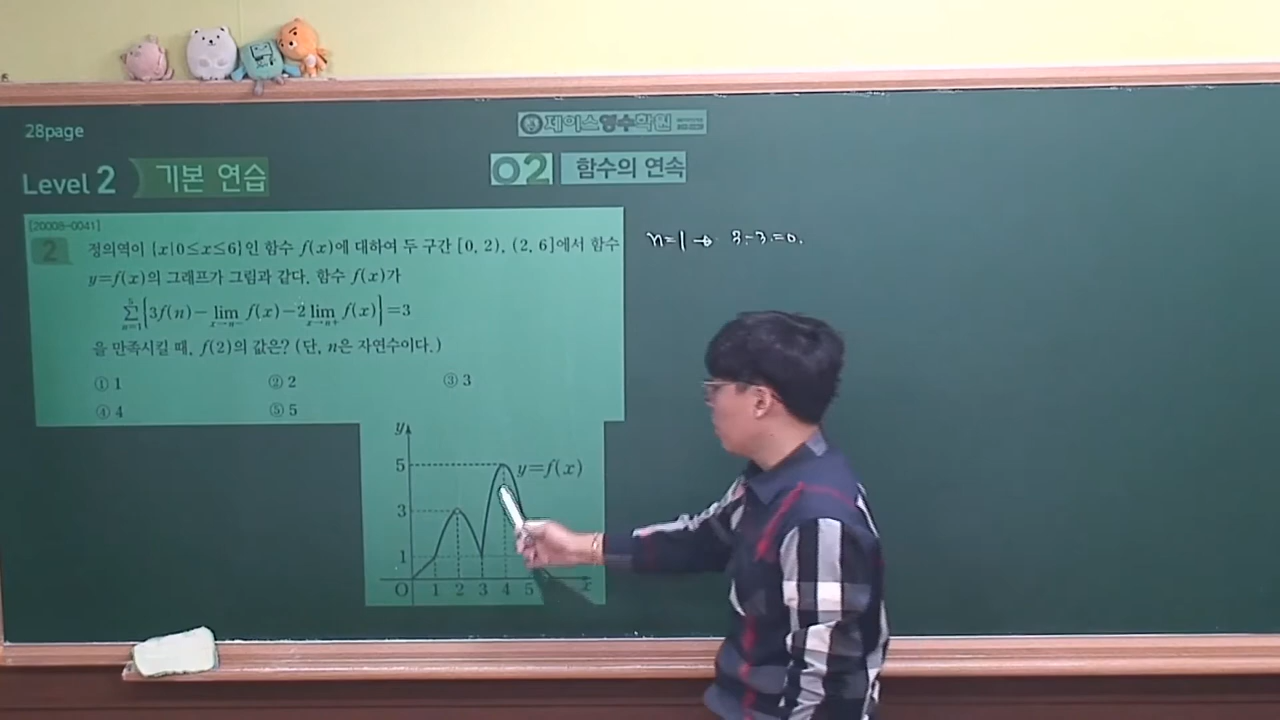 28page
제이스영수학원
Level 2 기본 연습
02 함수의 연속
[20008-0041]
2 정의역이 {x|0≤x≤6}인 함수 f(x)에 대하여 두 구간 [0, 2), (2, 6]에서 함수
y=f(x)의 그래프가 그림과 같다. 함수 f(x)가
∑_{n=1}^{5} |3f(n)− lim_{x→n−} f(x)−2 lim_{x→n+} f(x)|=3
을 만족시킬 때, f(2)의 값은? (단, n은 자연수이다.)
① 1 ② 2 ③ 3
④ 4 ⑤ 5
n=1 → 3-3=0.
y
5
y=f(x)
3
1
O 1 2 3 4 5 x